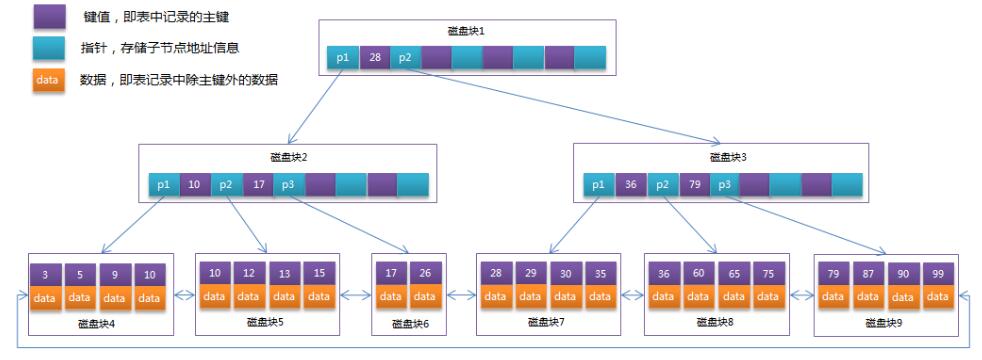 键值，即表中记录的主键
指针，存储子节点地址信息
data 数据，即表记录中除主键外的数据
磁盘块1
p1 28 p2
磁盘块2
p1 10 p2 17 p3
磁盘块3
p1 36 p2 79 p3
3 5 9 10
data data data data
磁盘块4
10 12 13 15
data data data data
磁盘块5
17 26
data data
磁盘块6
28 29 30 35
data data data data
磁盘块7
36 60 65 75
data data data data
磁盘块8
79 87 90 99
data data data data
磁盘块9